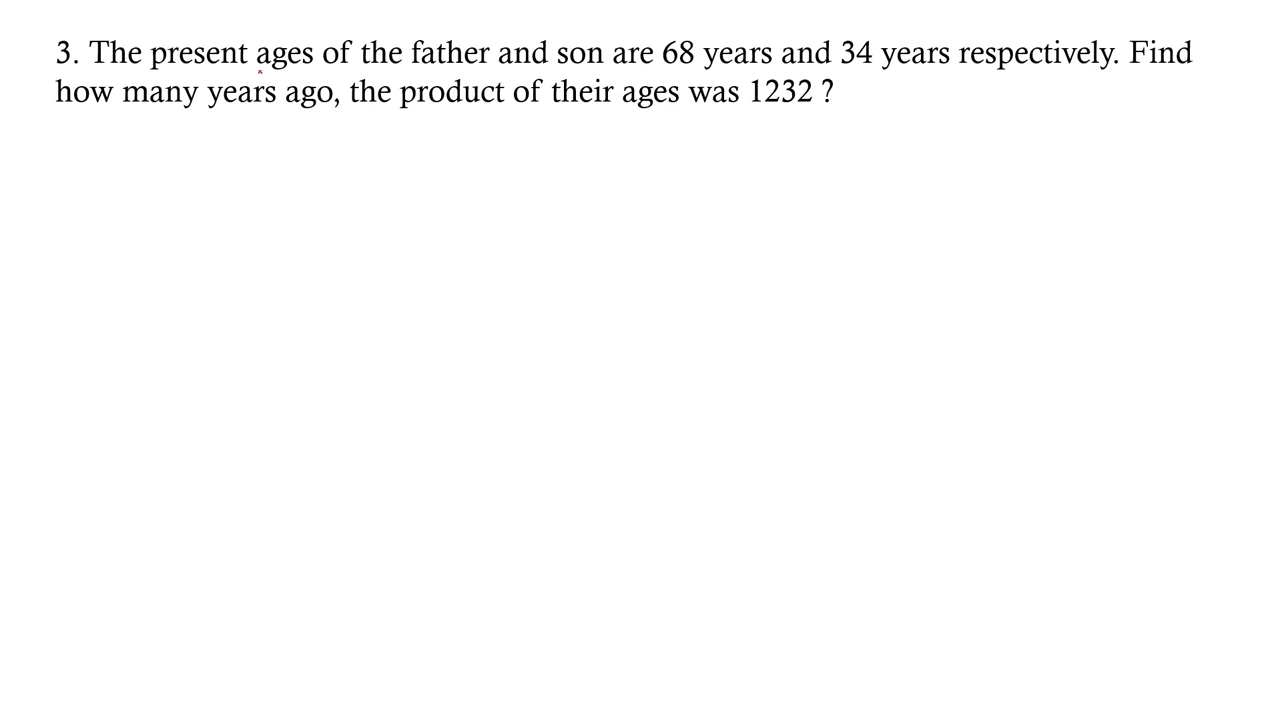 3. The present ages of the father and son are 68 years and 34 years respectively. Find
how many years ago, the product of their ages was 1232 ?